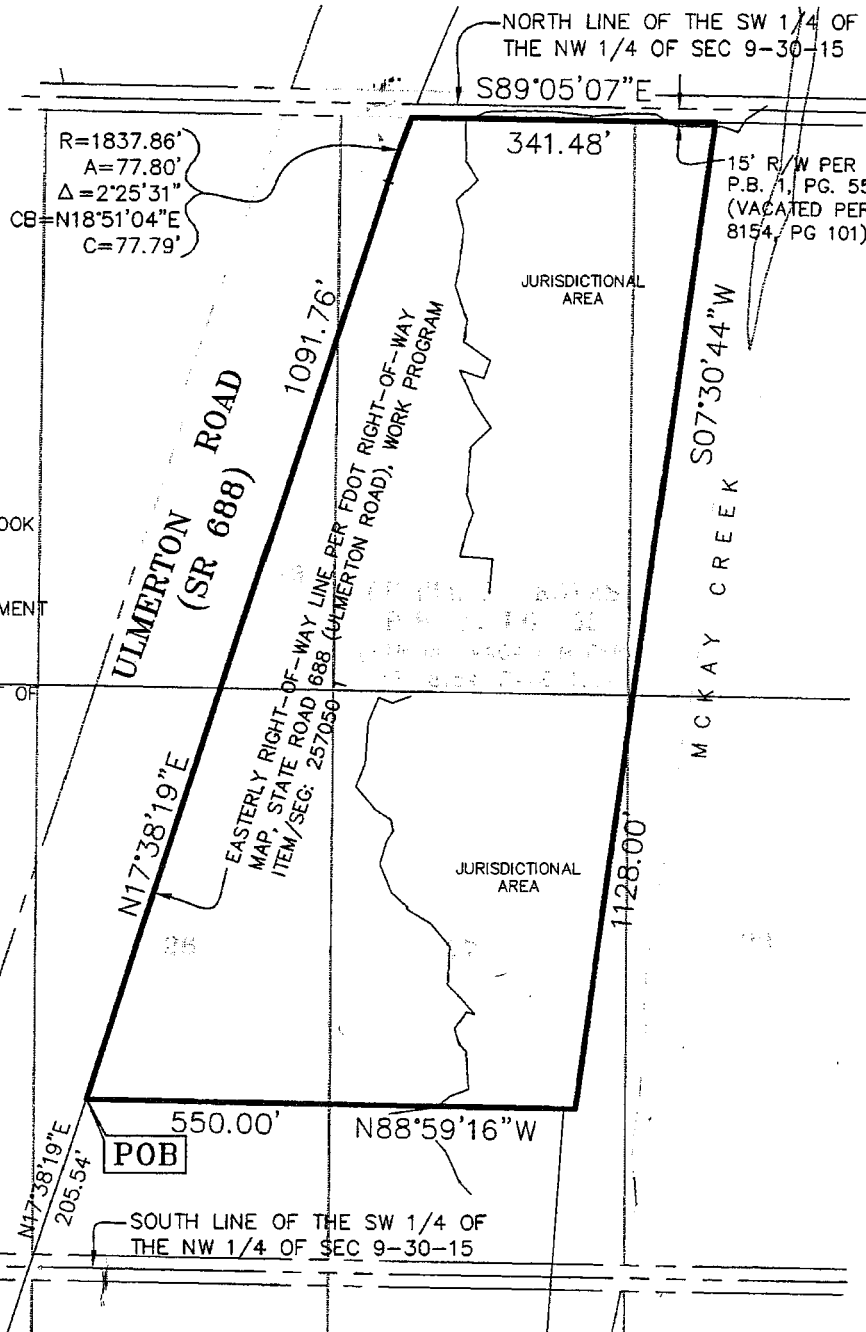 NORTH LINE OF THE SW 1/4 OF
THE NW 1/4 OF SEC 9-30-15
S89°05'07"E
341.48'
R=1837.86'
A=77.80'
Δ=2°25'31"
CB=N18°51'04"E
C=77.79'
15' R/W PER
P.B. 1, PG. 55
(VACATED PER
8154, PG 101)
JURISDICTIONAL
AREA
1091.76'
S07°30'44"W
ULMERTON ROAD
(SR 688)
EASTERLY RIGHT-OF-WAY LINE PER FDOT RIGHT-OF-WAY
MAP, STATE ROAD 688 (ULMERTON ROAD), WORK PROGRAM
ITEM/SEG: 257050 1
MCKAY CREEK
OOK
MENT
OF
N17°38'19"E
1128.00'
JURISDICTIONAL
AREA
26
550.00'
N88°59'16"W
POB
N17°38'19"E
205.54'
SOUTH LINE OF THE SW 1/4 OF
THE NW 1/4 OF SEC 9-30-15